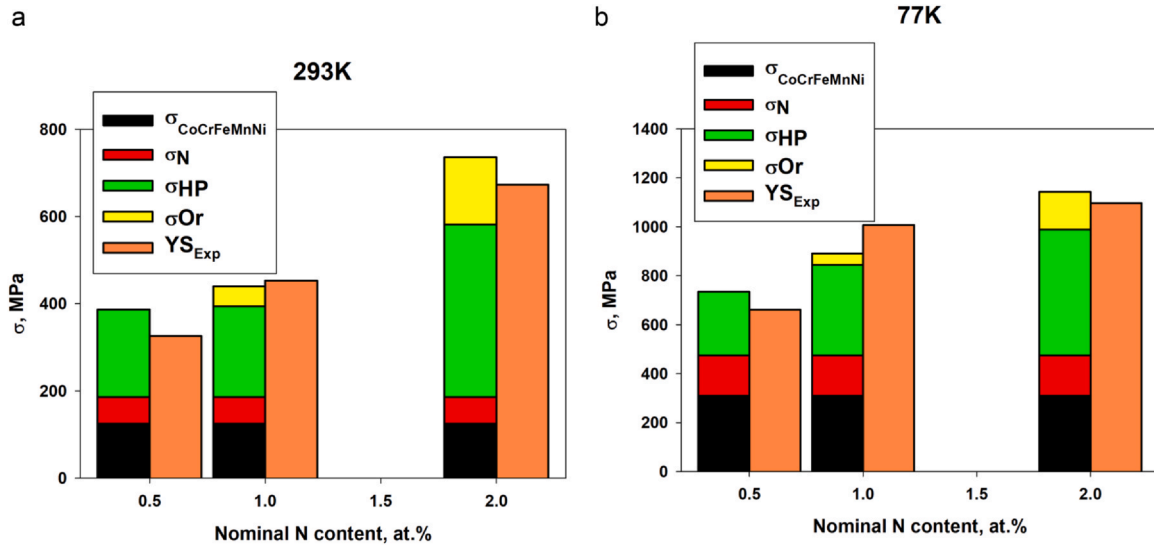 a
293K
σCoCrFeMnNi
σN
σHP
σOr
YSExp
800
600
400
200
0
σ, MPa
0.5
1.0
1.5
2.0
Nominal N content, at.%
b
77K
σCoCrFeMnNi
σN
σHP
σOr
YSExp
1400
1200
1000
800
600
400
200
0
σ, MPa
0.5
1.0
1.5
2.0
Nominal N content, at.%